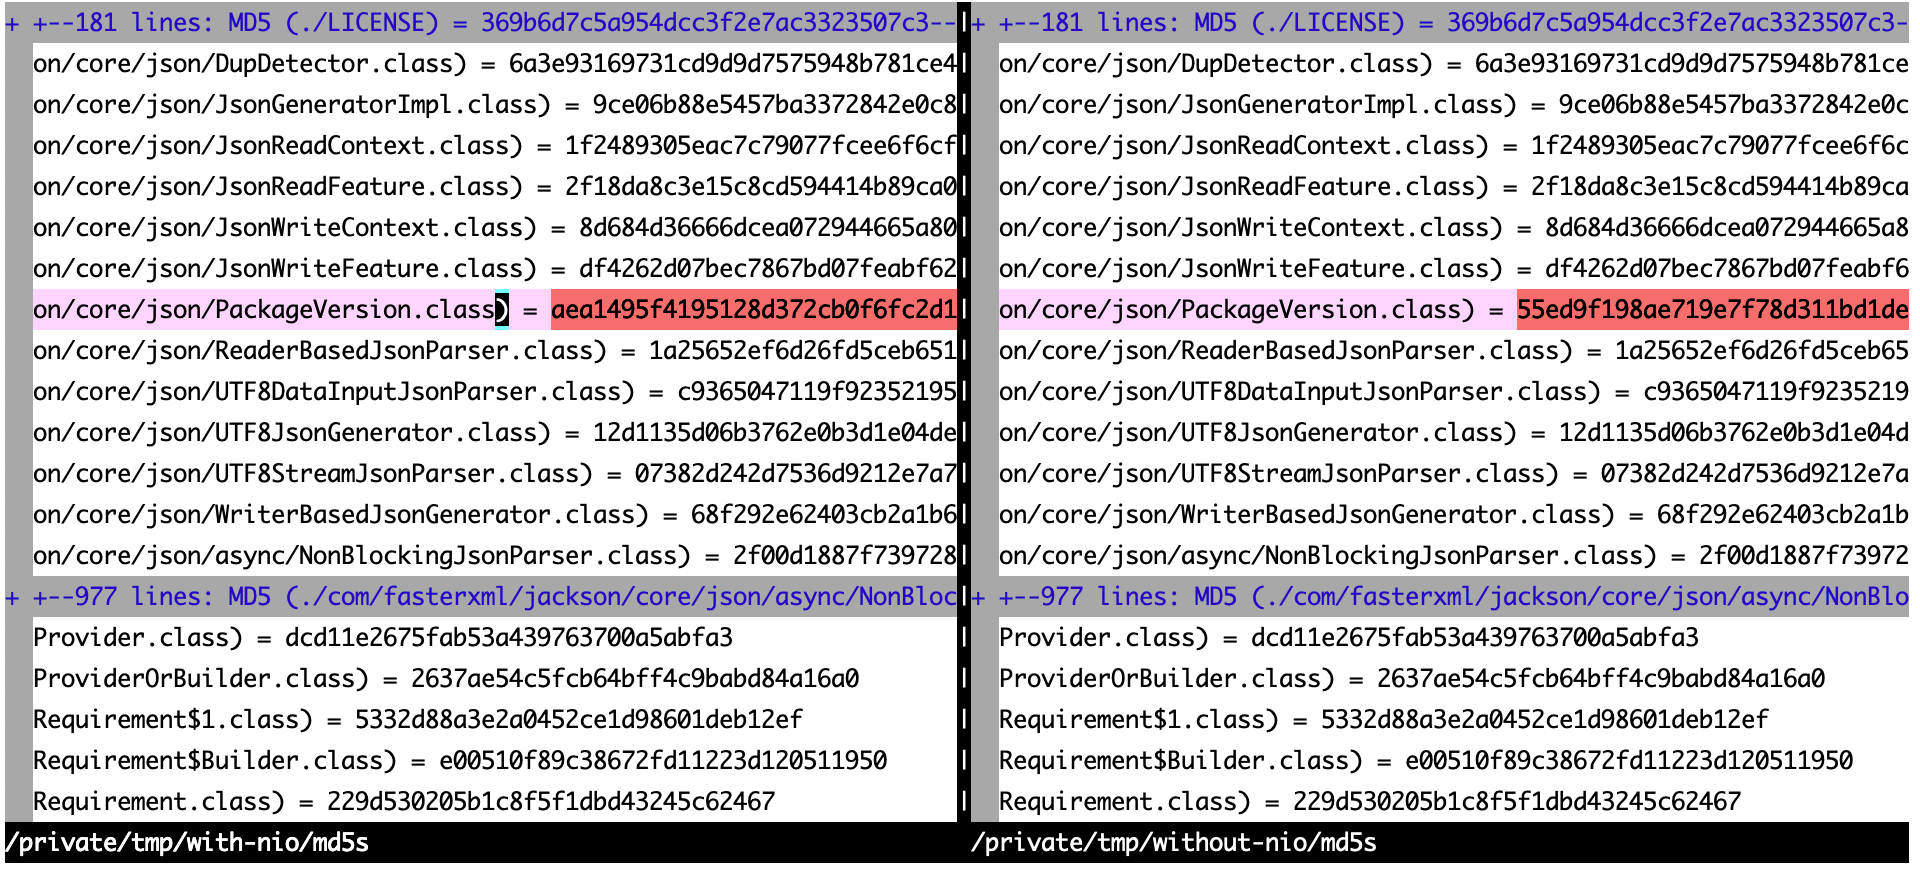 + +--181 lines: MD5 (./LICENSE) = 369b6d7c5a954dcc3f2e7ac3323507c3--
on/core/json/DupDetector.class) = 6a3e93169731cd9d9d7575948b781ce4
on/core/json/JsonGeneratorImpl.class) = 9ce06b88e5457ba3372842e0c8
on/core/json/JsonReadContext.class) = 1f2489305eac7c79077fcee6f6cf
on/core/json/JsonReadFeature.class) = 2f18da8c3e15c8cd594414b89ca0
on/core/json/JsonWriteContext.class) = 8d684d36666dcea072944665a80
on/core/json/JsonWriteFeature.class) = df4262d07bec7867bd07feabf62
on/core/json/PackageVersion.class) = aea1495f4195128d372cb0f6fc2d1
on/core/json/ReaderBasedJsonParser.class) = 1a25652ef6d26fd5ceb651
on/core/json/UTF8DataInputJsonParser.class) = c9365047119f92352195
on/core/json/UTF8JsonGenerator.class) = 12d1135d06b3762e0b3d1e04de
on/core/json/UTF8StreamJsonParser.class) = 07382d242d7536d9212e7a7
on/core/json/WriterBasedJsonGenerator.class) = 68f292e62403cb2a1b6
on/core/json/async/NonBlockingJsonParser.class) = 2f00d1887f739728
+ +--977 lines: MD5 (./com/fasterxml/jackson/core/json/async/NonBloc
Provider.class) = dcd11e2675fab53a439763700a5abfa3
ProviderOrBuilder.class) = 2637ae54c5fcb64bff4c9babd84a16a0
Requirement$1.class) = 5332d88a3e2a0452ce1d98601deb12ef
Requirement$Builder.class) = e00510f89c38672fd11223d120511950
Requirement.class) = 229d530205b1c8f5f1dbd43245c62467
/private/tmp/with-nio/md5s
+ +--181 lines: MD5 (./LICENSE) = 369b6d7c5a954dcc3f2e7ac3323507c3-
on/core/json/DupDetector.class) = 6a3e93169731cd9d9d7575948b781ce
on/core/json/JsonGeneratorImpl.class) = 9ce06b88e5457ba3372842e0c
on/core/json/JsonReadContext.class) = 1f2489305eac7c79077fcee6f6c
on/core/json/JsonReadFeature.class) = 2f18da8c3e15c8cd594414b89ca
on/core/json/JsonWriteContext.class) = 8d684d36666dcea072944665a8
on/core/json/JsonWriteFeature.class) = df4262d07bec7867bd07feabf6
on/core/json/PackageVersion.class) = 55ed9f198ae719e7f78d311bd1de
on/core/json/ReaderBasedJsonParser.class) = 1a25652ef6d26fd5ceb65
on/core/json/UTF8DataInputJsonParser.class) = c9365047119f9235219
on/core/json/UTF8JsonGenerator.class) = 12d1135d06b3762e0b3d1e04d
on/core/json/UTF8StreamJsonParser.class) = 07382d242d7536d9212e7a
on/core/json/WriterBasedJsonGenerator.class) = 68f292e62403cb2a1b
on/core/json/async/NonBlockingJsonParser.class) = 2f00d1887f73972
+ +--977 lines: MD5 (./com/fasterxml/jackson/core/json/async/NonBlo
Provider.class) = dcd11e2675fab53a439763700a5abfa3
ProviderOrBuilder.class) = 2637ae54c5fcb64bff4c9babd84a16a0
Requirement$1.class) = 5332d88a3e2a0452ce1d98601deb12ef
Requirement$Builder.class) = e00510f89c38672fd11223d120511950
Requirement.class) = 229d530205b1c8f5f1dbd43245c62467
/private/tmp/without-nio/md5s